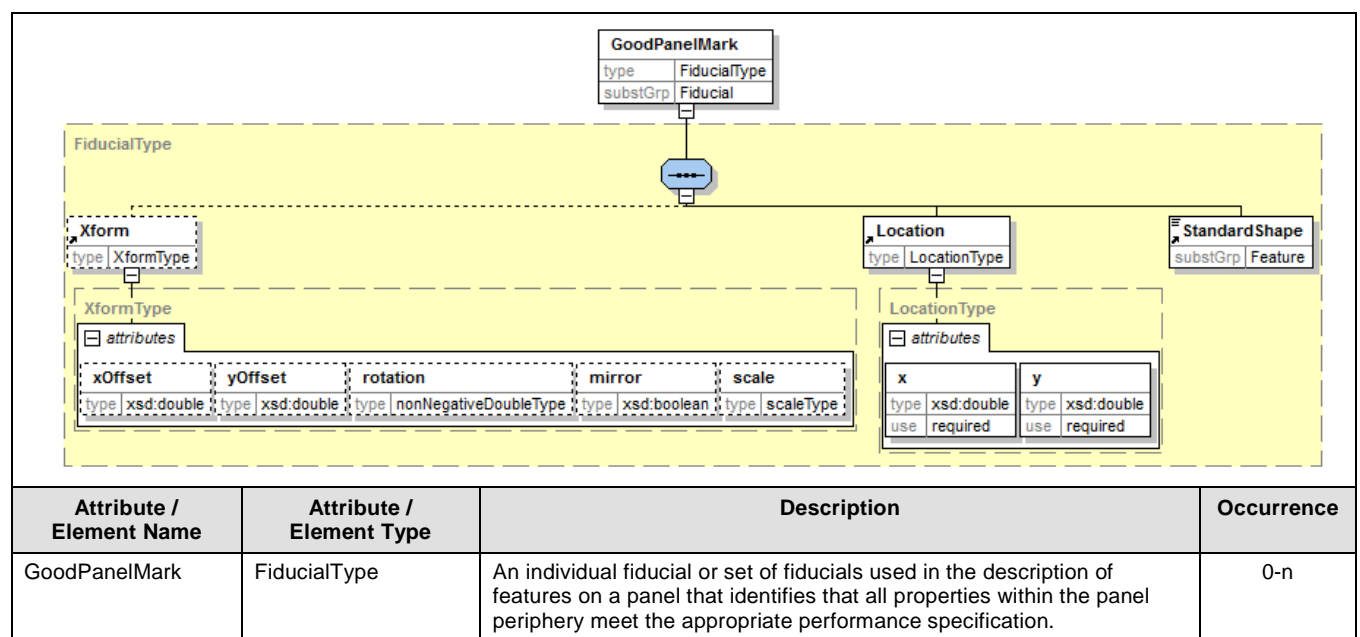 GoodPanelMark
type FiducialType
substGrp Fiducial
FiducialType
Xform
type XformType
Location
type LocationType
StandardShape
substGrp Feature
XformType
attributes
xOffset yOffset rotation mirror scale
type xsd:double type xsd:double type nonNegativeDoubleType type xsd:boolean type scaleType
LocationType
attributes
x y
type xsd:double type xsd:double
use required use required
Attribute / Element Name
Attribute / Element Type
Description
Occurrence
GoodPanelMark
FiducialType
An individual fiducial or set of fiducials used in the description of
features on a panel that identifies that all properties within the panel
periphery meet the appropriate performance specification.
0-n